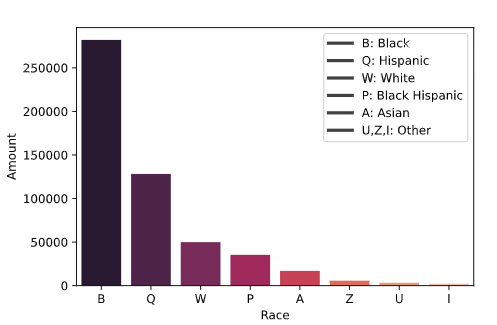 250000
200000
150000
100000
50000
0
Amount
B: Black
Q: Hispanic
W: White
P: Black Hispanic
A: Asian
U,Z,I: Other
B Q W P A Z U I
Race